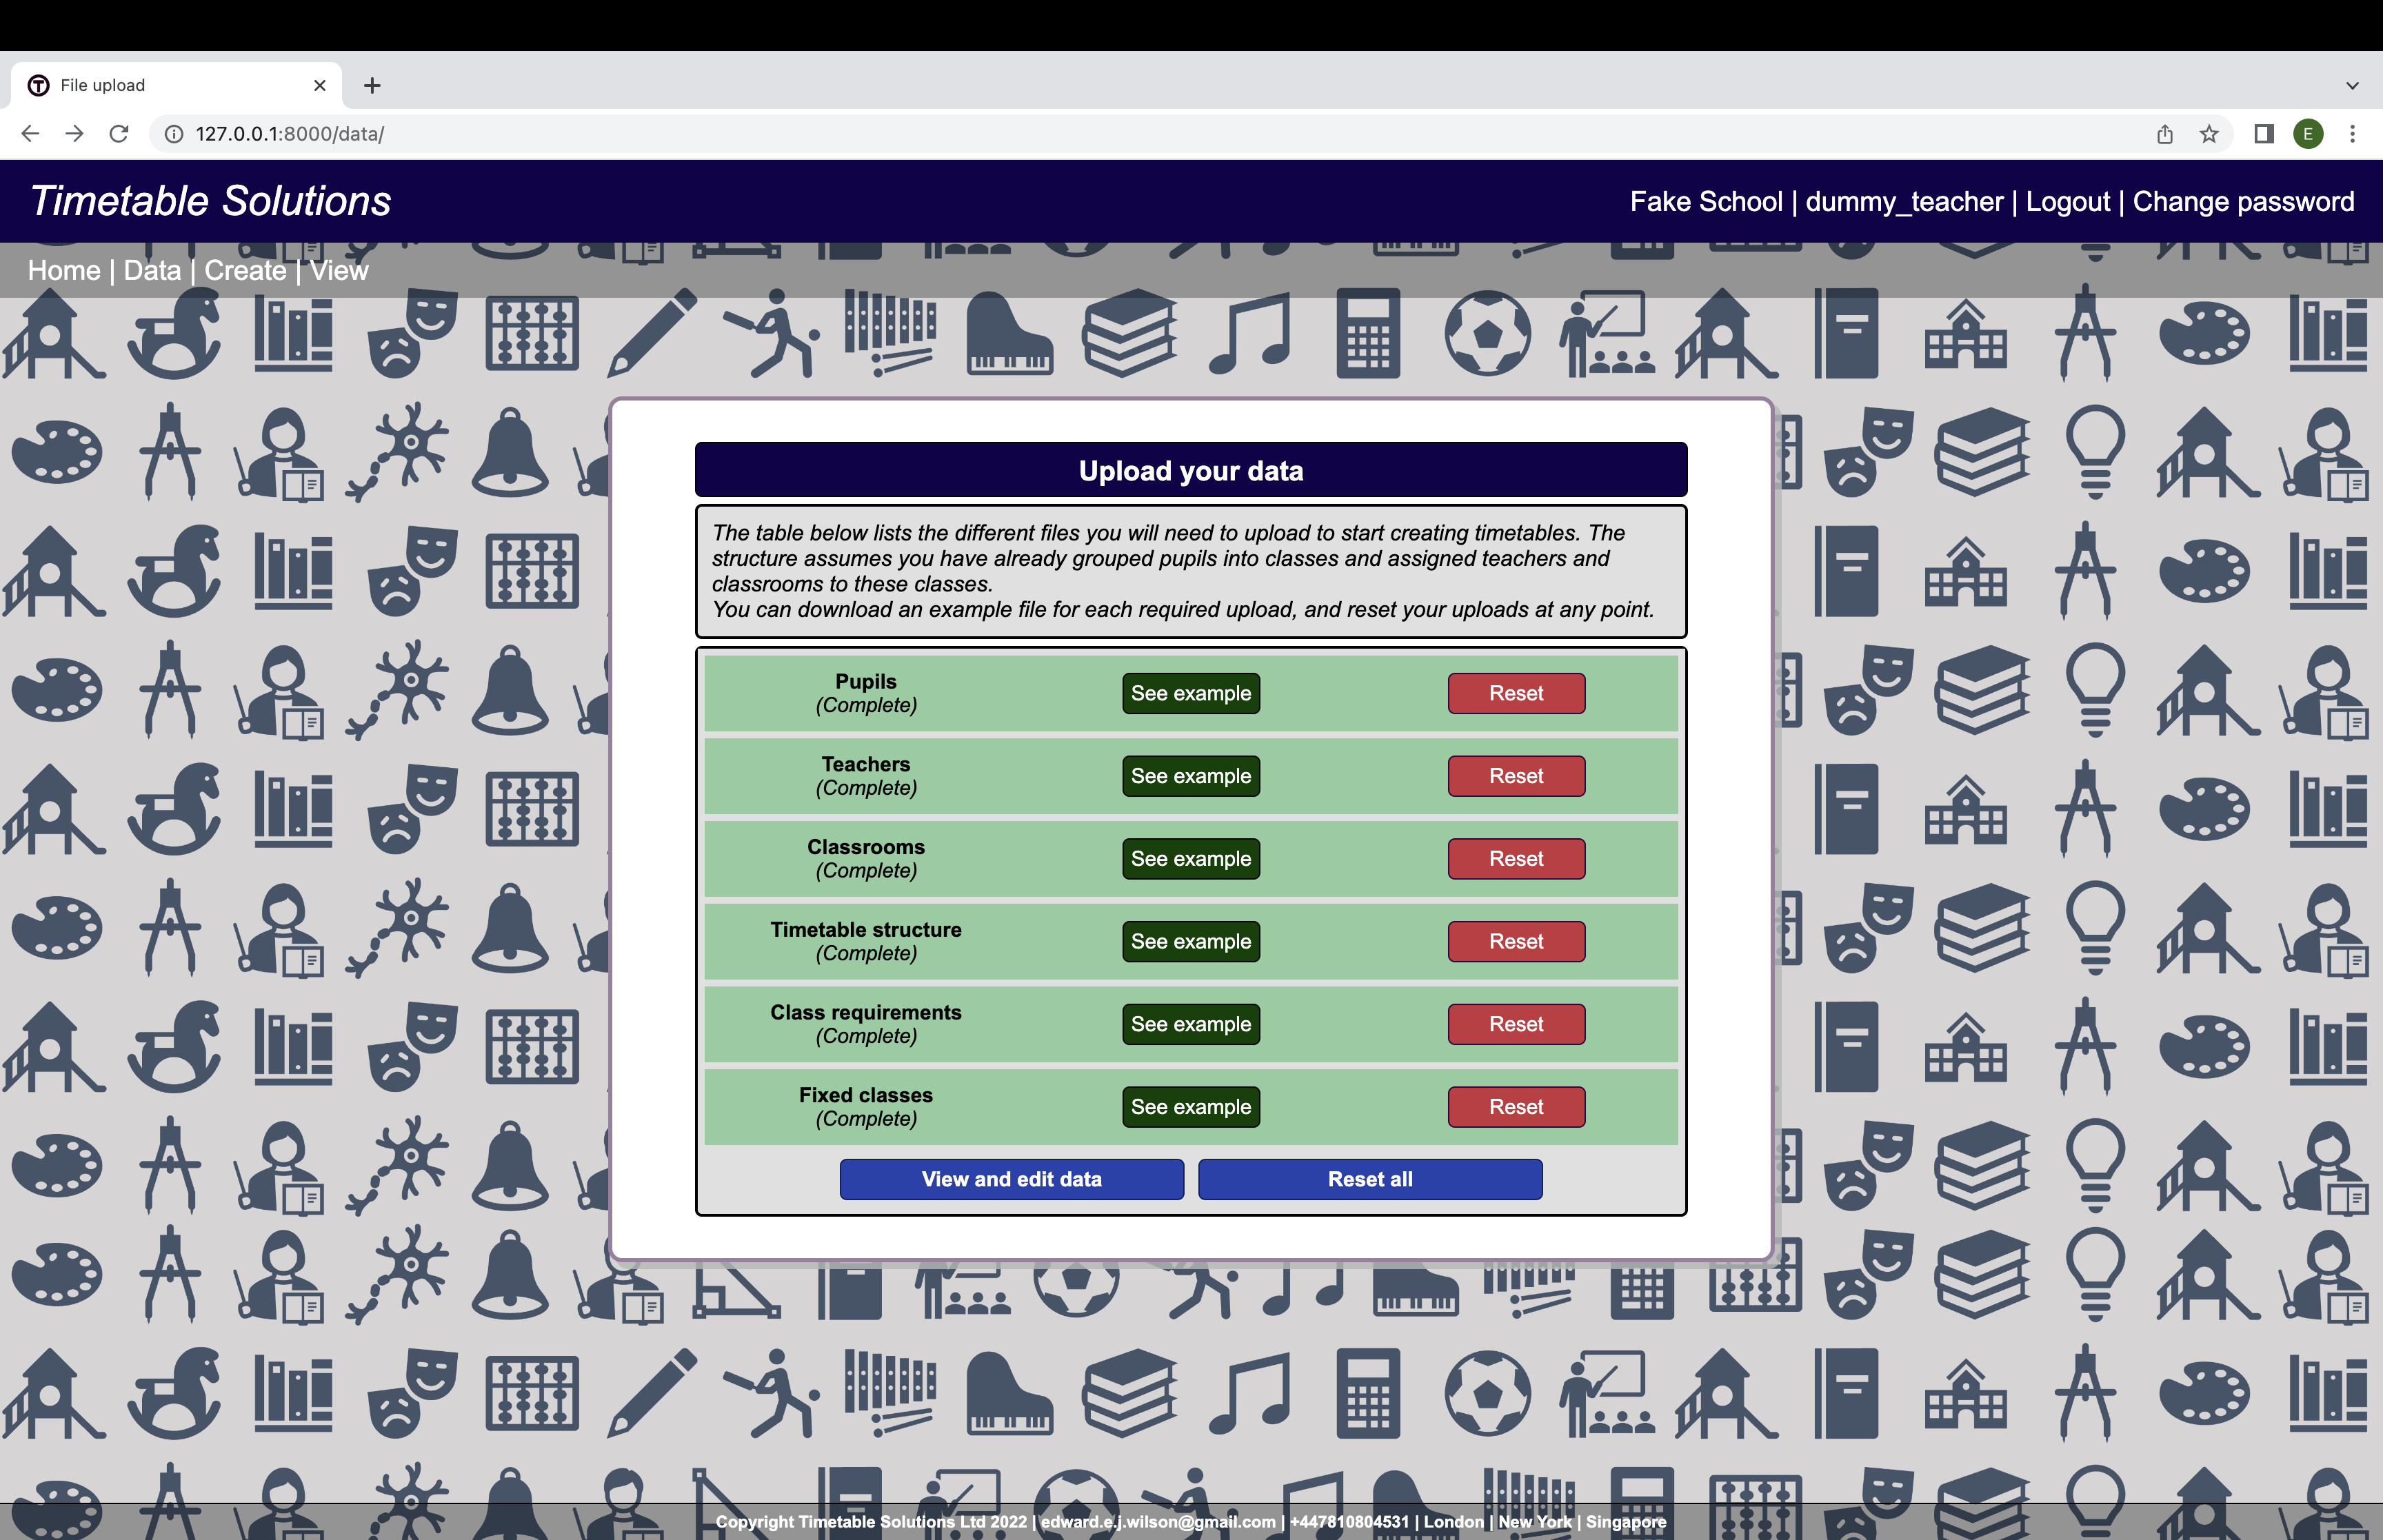 File upload
127.0.0.1:8000/data/
E
Timetable Solutions
Fake School | dummy_teacher | Logout | Change password
Home | Data | Create | View
Upload your data
The table below lists the different files you will need to upload to start creating timetables. The
structure assumes you have already grouped pupils into classes and assigned teachers and
classrooms to these classes.
You can download an example file for each required upload, and reset your uploads at any point.
Pupils
(Complete)
See example
Reset
Teachers
(Complete)
See example
Reset
Classrooms
(Complete)
See example
Reset
Timetable structure
(Complete)
See example
Reset
Class requirements
(Complete)
See example
Reset
Fixed classes
(Complete)
See example
Reset
View and edit data
Reset all
Copyright Timetable Solutions Ltd 2022 | edward.e.j.wilson@gmail.com | +447810804531 | London | New York | Singapore